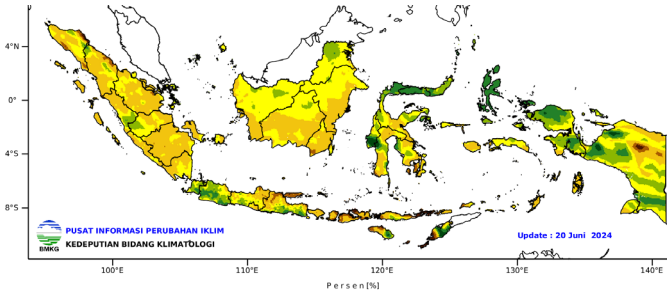 4°N
0°
4°S
8°S
PUSAT INFORMASI PERUBAHAN IKLIM
KEDEPUTIAN BIDANG KLIMATOLOGI
BMKG
Update : 20 Juni 2024
100°E 110°E 120°E 130°E 140°E
Persen[%]